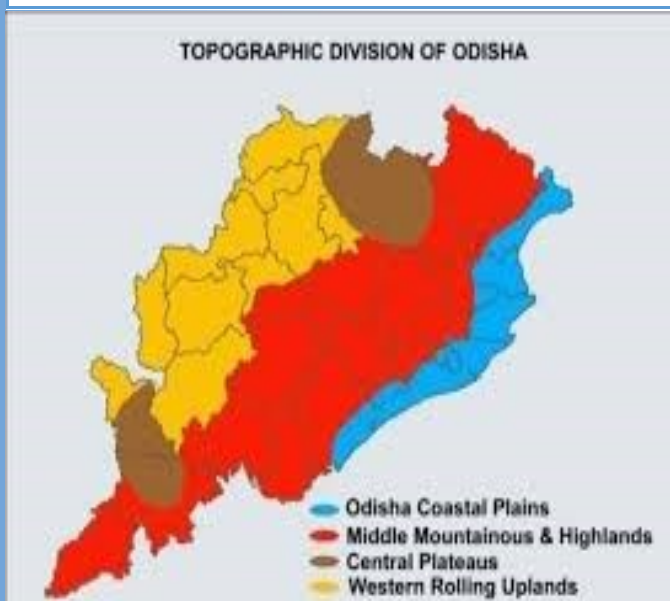 TOPOGRAPHIC DIVISION OF ODISHA
Odisha Coastal Plains
Middle Mountainous & Highlands
Central Plateaus
Western Rolling Uplands